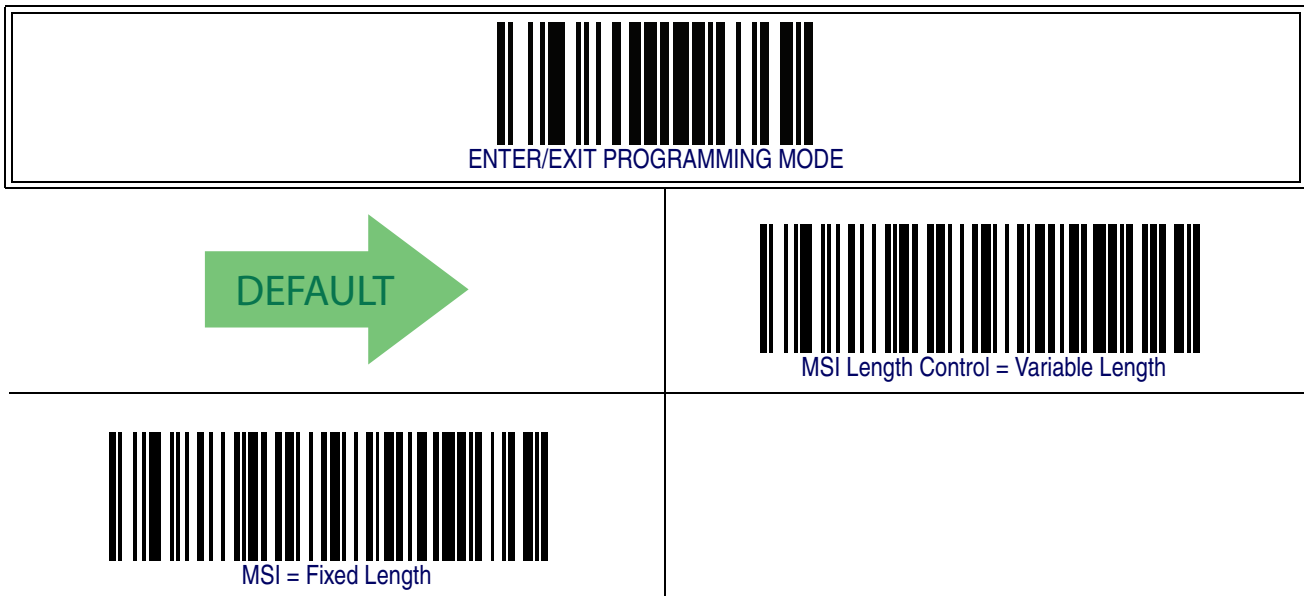 ENTER/EXIT PROGRAMMING MODE
DEFAULT
MSI Length Control = Variable Length
MSI = Fixed Length